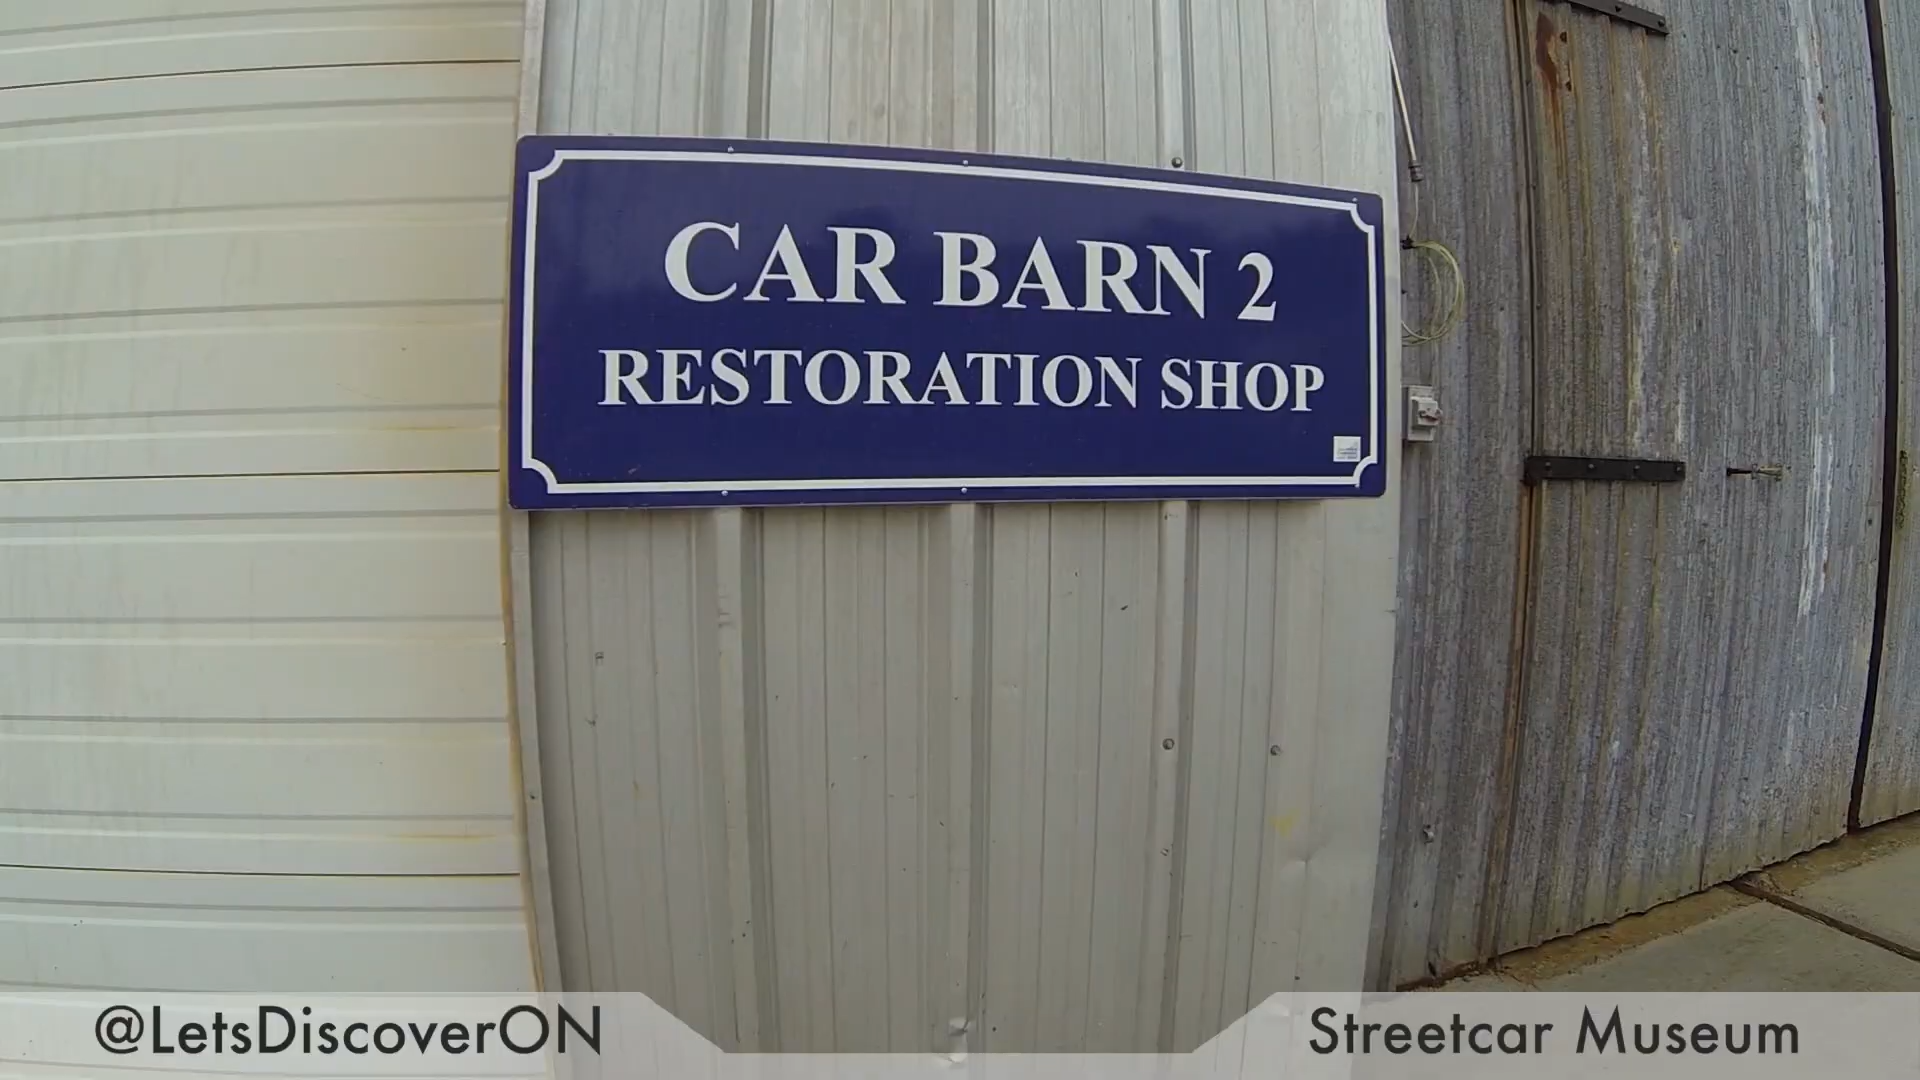 CAR BARN 2
RESTORATION SHOP
@LetsDiscoverON
Streetcar Museum